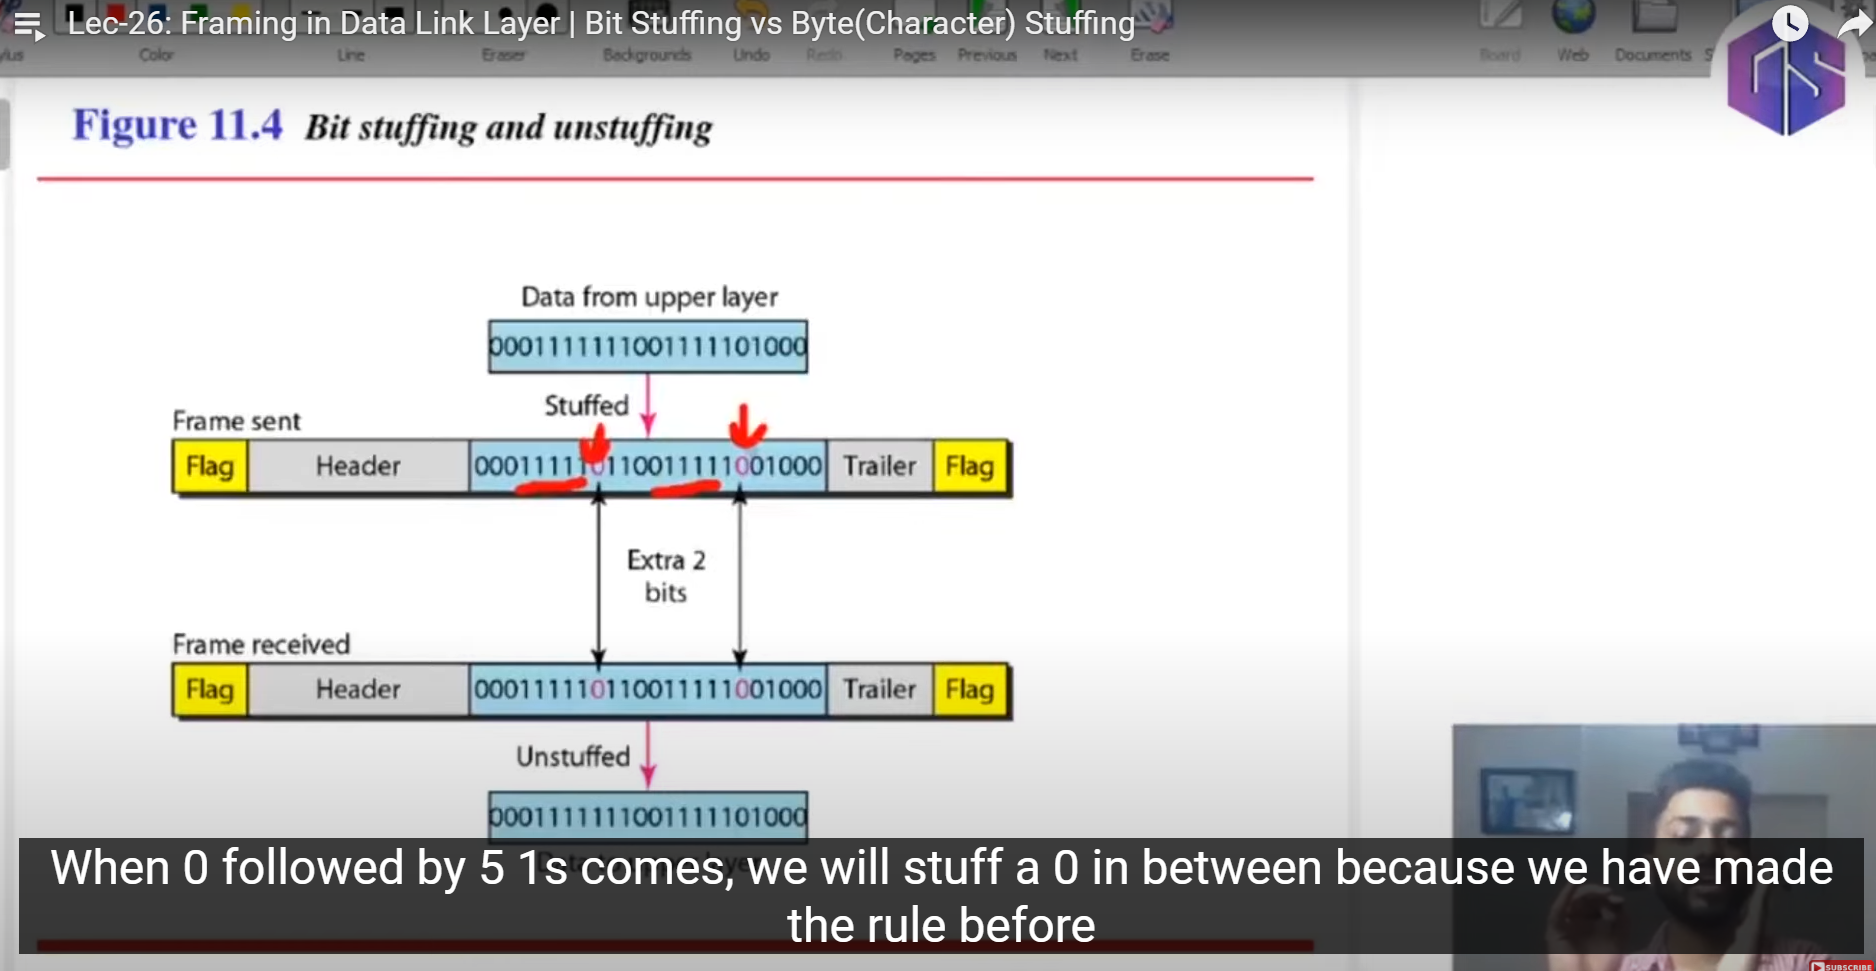 Lec-26: Framing in Data Link Layer | Bit Stuffing vs Byte(Character) Stuffing
ylus Color Line Eraser Backgrounds Undo Redo Pages Previous Next Erase Board Web Documents S
Figure 11.4 Bit stuffing and unstuffing
Data from upper layer
0001111111001111101000
Stuffed
Frame sent
Flag Header 000111110110011111001000 Trailer Flag
Extra 2
bits
Frame received
Flag Header 000111110110011111001000 Trailer Flag
Unstuffed
0001111111001111101000
When 0 followed by 5 1s comes, we will stuff a 0 in between because we have made
the rule before
SUBSCRIBE